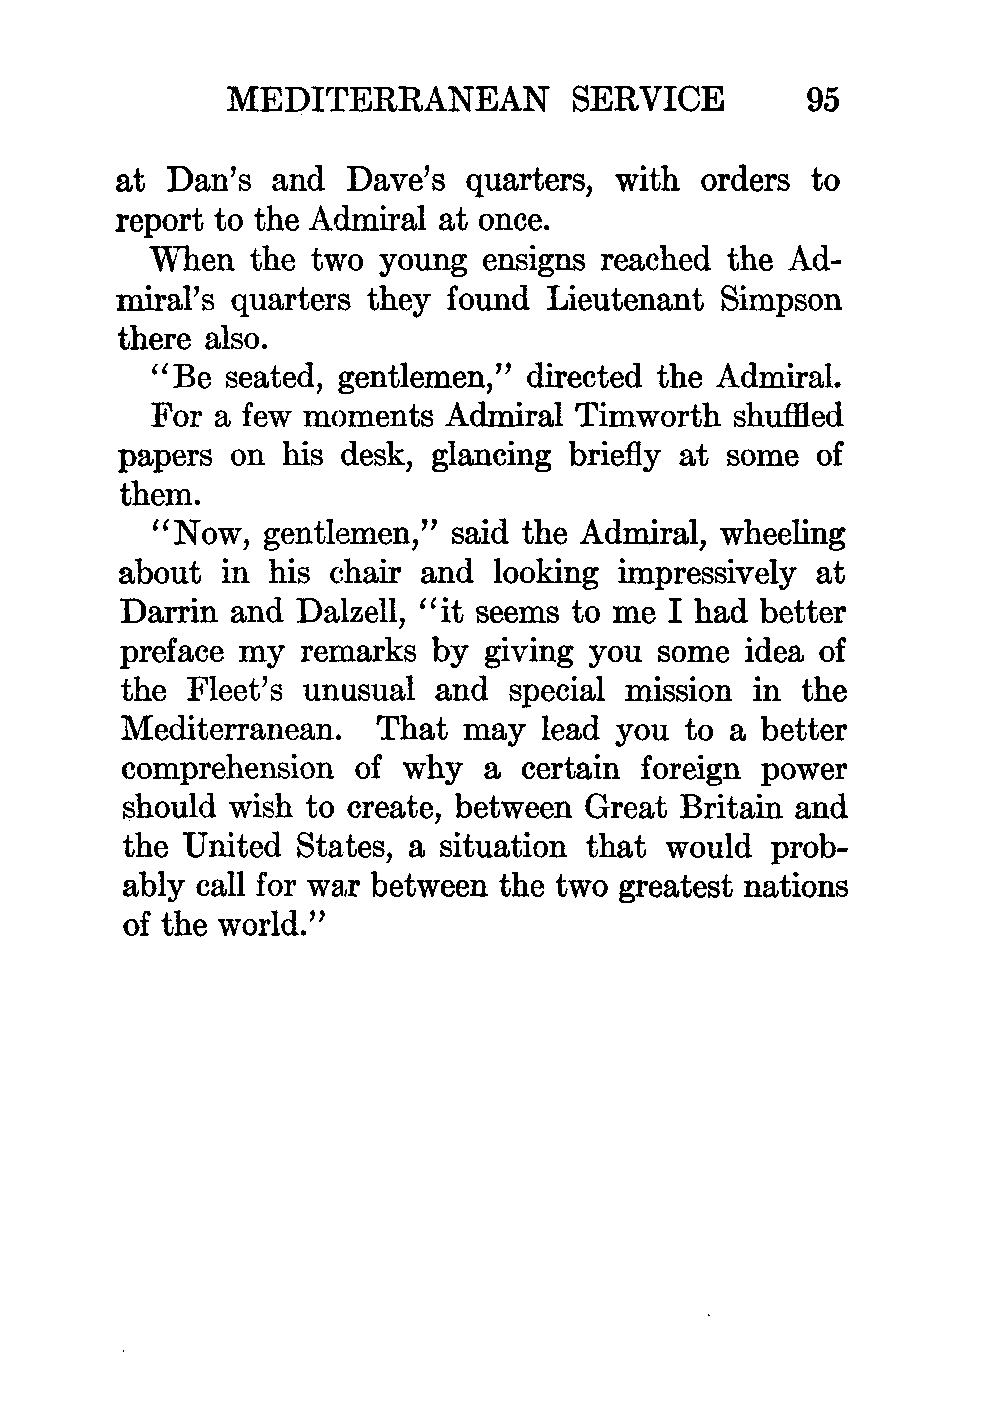 MEDITERRANEAN SERVICE 95
at Dan's and Dave's quarters, with orders to
report to the Admiral at once.
When the two young ensigns reached the Ad-
miral's quarters they found Lieutenant Simpson
there also.
"Be seated, gentlemen," directed the Admiral.
For a few moments Admiral Timworth shuffled
papers on his desk, glancing briefly at some of
them.
"Now, gentlemen," said the Admiral, wheeling
about in his chair and looking impressively at
Darrin and Dalzell, "it seems to me I had better
preface my remarks by giving you some idea of
the Fleet's unusual and special mission in the
Mediterranean. That may lead you to a better
comprehension of why a certain foreign power
should wish to create, between Great Britain and
the United States, a situation that would prob-
ably call for war between the two greatest nations
of the world."